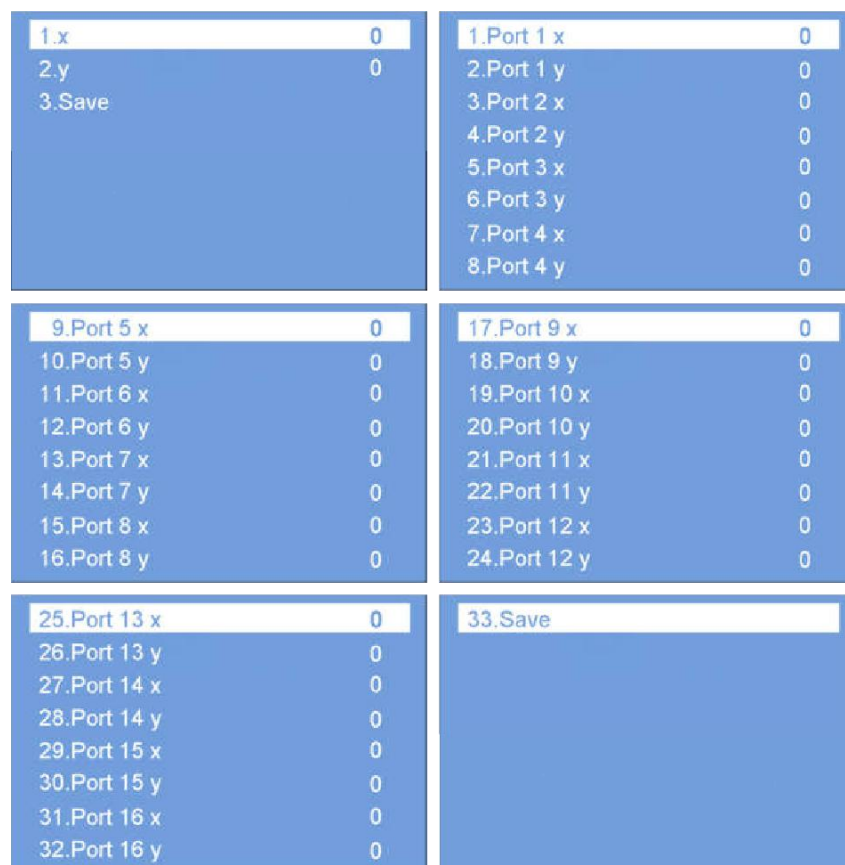 1.x 0
2.y 0
3.Save
1.Port 1 x 0
2.Port 1 y 0
3.Port 2 x 0
4.Port 2 y 0
5.Port 3 x 0
6.Port 3 y 0
7.Port 4 x 0
8.Port 4 y 0
9.Port 5 x 0
10.Port 5 y 0
11.Port 6 x 0
12.Port 6 y 0
13.Port 7 x 0
14.Port 7 y 0
15.Port 8 x 0
16.Port 8 y 0
17.Port 9 x 0
18.Port 9 y 0
19.Port 10 x 0
20.Port 10 y 0
21.Port 11 x 0
22.Port 11 y 0
23.Port 12 x 0
24.Port 12 y 0
25.Port 13 x 0
26.Port 13 y 0
27.Port 14 x 0
28.Port 14 y 0
29.Port 15 x 0
30.Port 15 y 0
31.Port 16 x 0
32.Port 16 y 0
33.Save